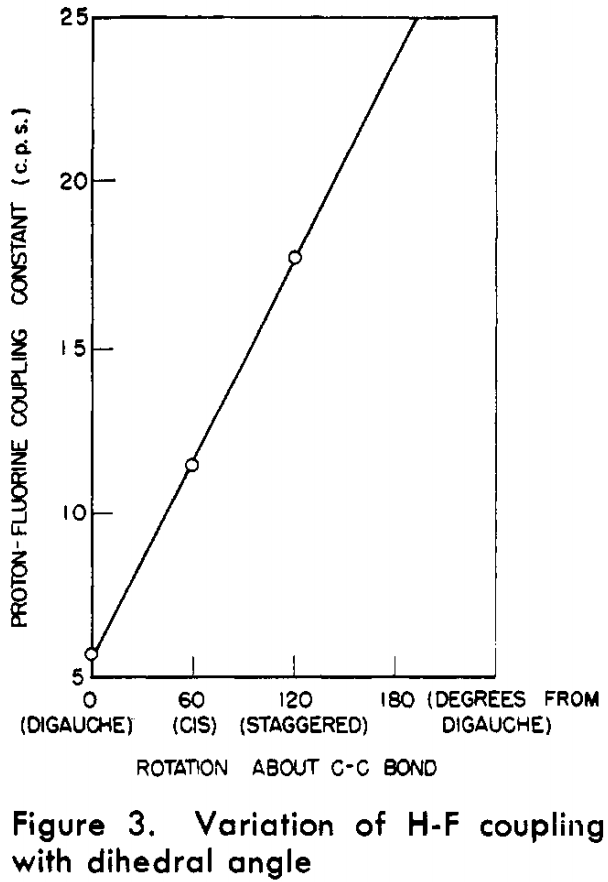 25
20
15
10
5
PROTON-FLUORINE COUPLING CONSTANT (c.p.s.)
0 60 120 180 (DEGREES FROM
(DIGAUCHE) (CIS) (STAGGERED) DIGAUCHE)
ROTATION ABOUT C-C BOND
Figure 3. Variation of H-F coupling
with dihedral angle